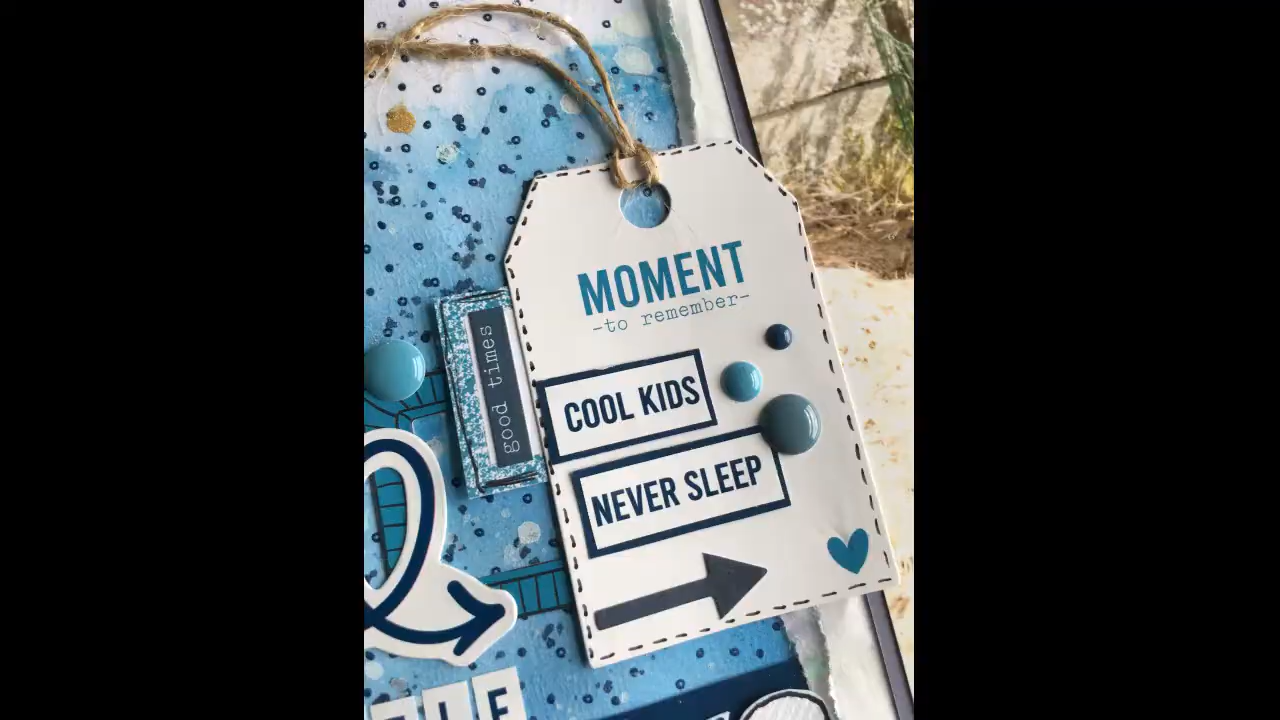 MOMENT
-to remember-
good times
COOL KIDS
NEVER SLEEP